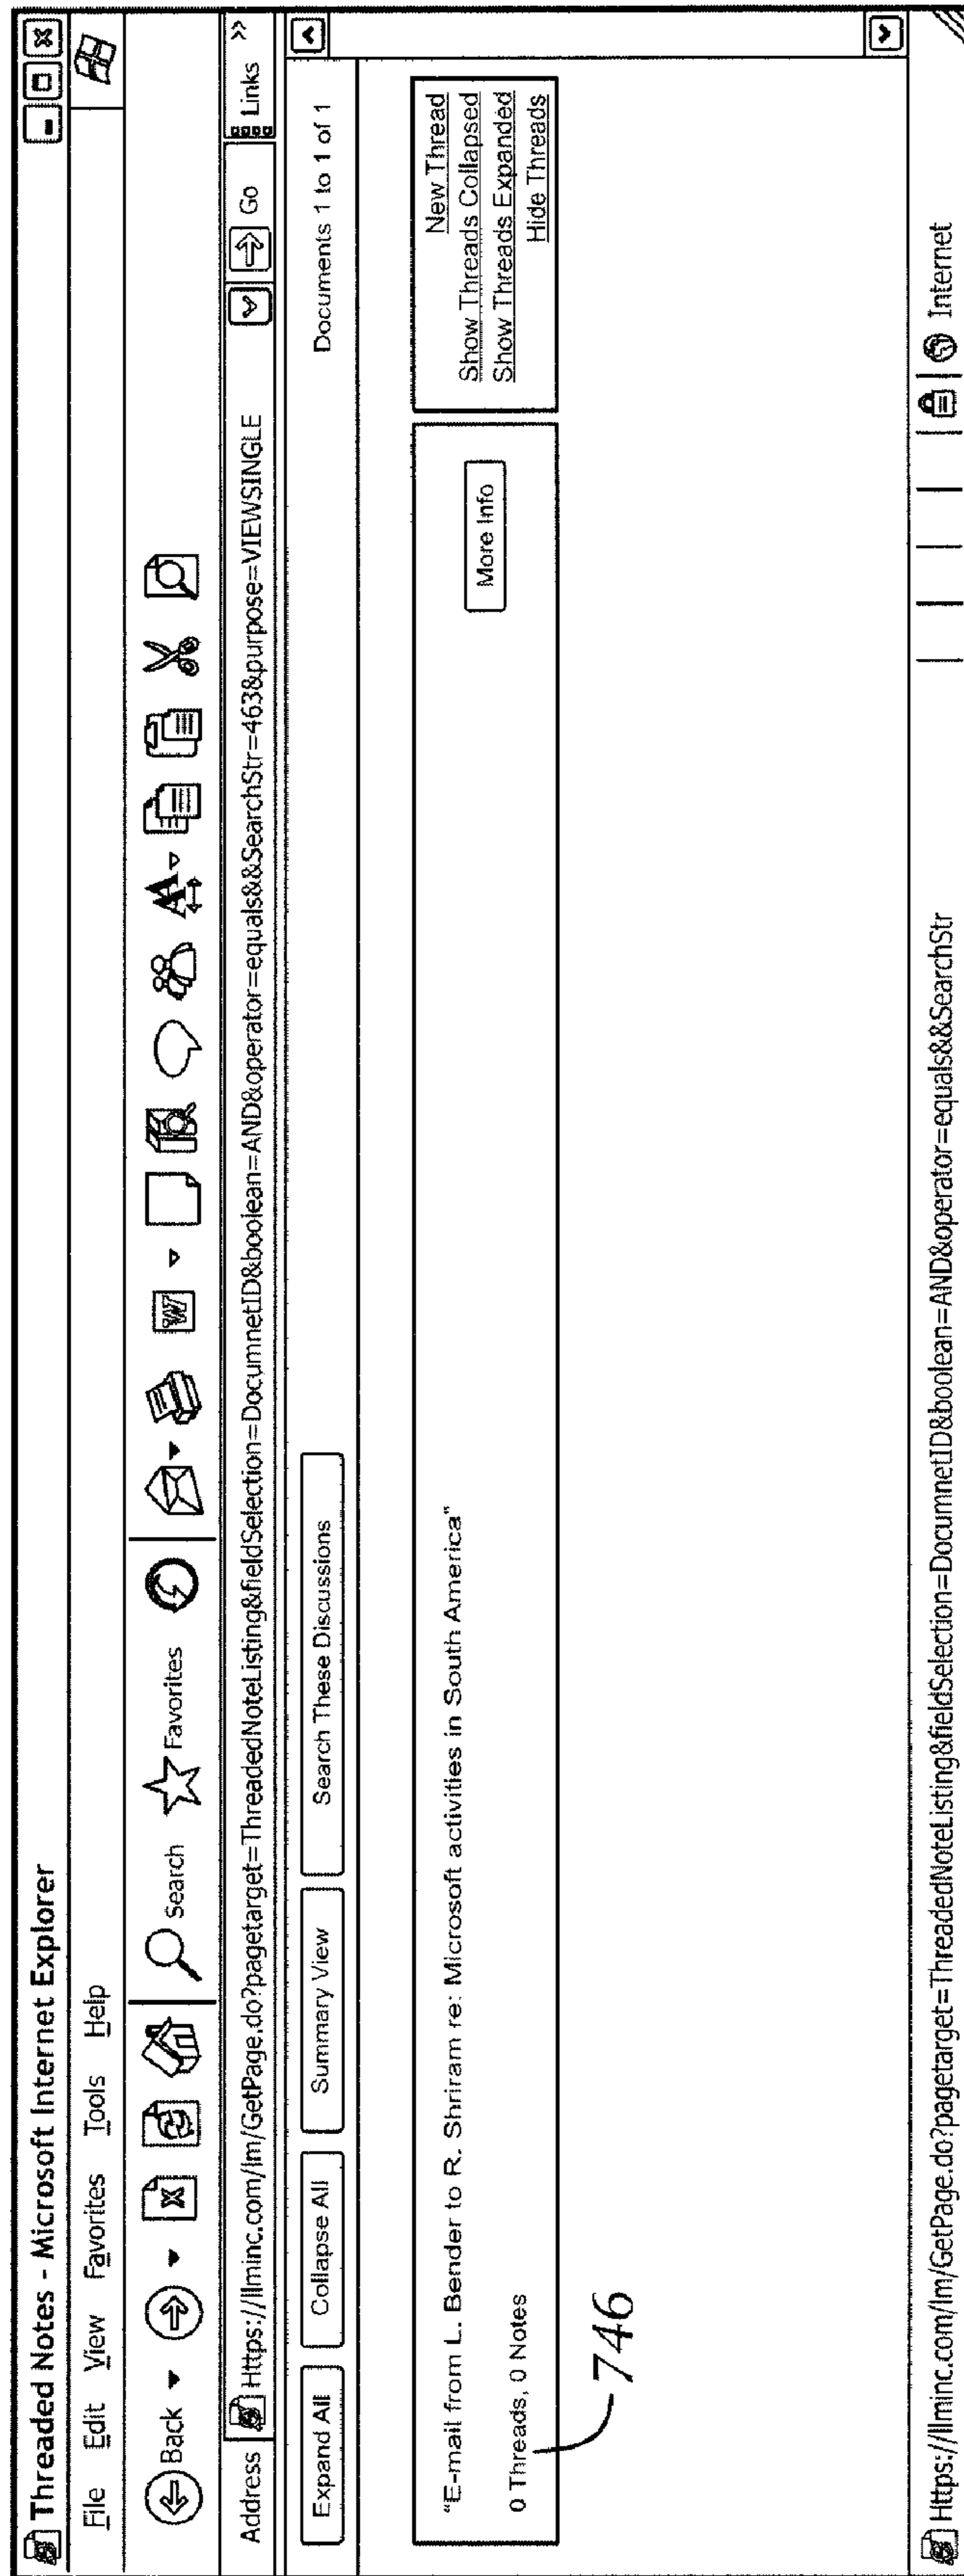 Threaded Notes - Microsoft Internet Explorer
File Edit View Favorites Tools Help
Back Search Favorites W A
Address Https://llminc.com/lm/GetPage.do?pagetarget=ThreadedNoteListing&fieldSelection=DocumnetID&boolean=AND&operator=equals&&SearchStr=463&purpose=VIEWSINGLE Go Links >>
Expand All Collapse All Summary View Search These Discussions Documents 1 to 1 of 1
New Thread
"E-mail from L. Bender to R. Shriram re: Microsoft activities in South America"
Show Threads Collapsed
More Info
Show Threads Expanded
0 Threads, 0 Notes
Hide Threads
746
Https://llminc.com/lm/GetPage.do?pagetarget=ThreadedNoteListing&fieldSelection=DocumnetID&boolean=AND&operator=equals&&SearchStr Internet